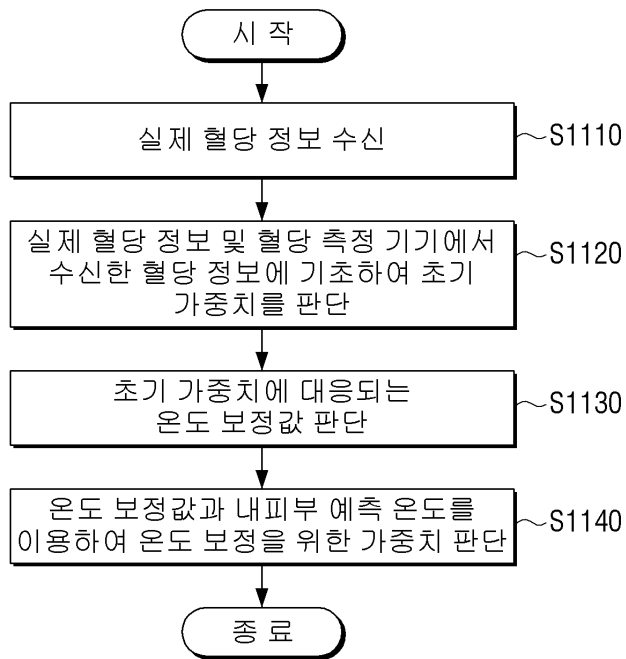 시 작
실제 혈당 정보 수신
S1110
실제 혈당 정보 및 혈당 측정 기기에서
수신한 혈당 정보에 기초하여 초기
가중치를 판단
S1120
초기 가중치에 대응되는
온도 보정값 판단
S1130
온도 보정값과 내피부 예측 온도를
이용하여 온도 보정을 위한 가중치 판단
S1140
종 료